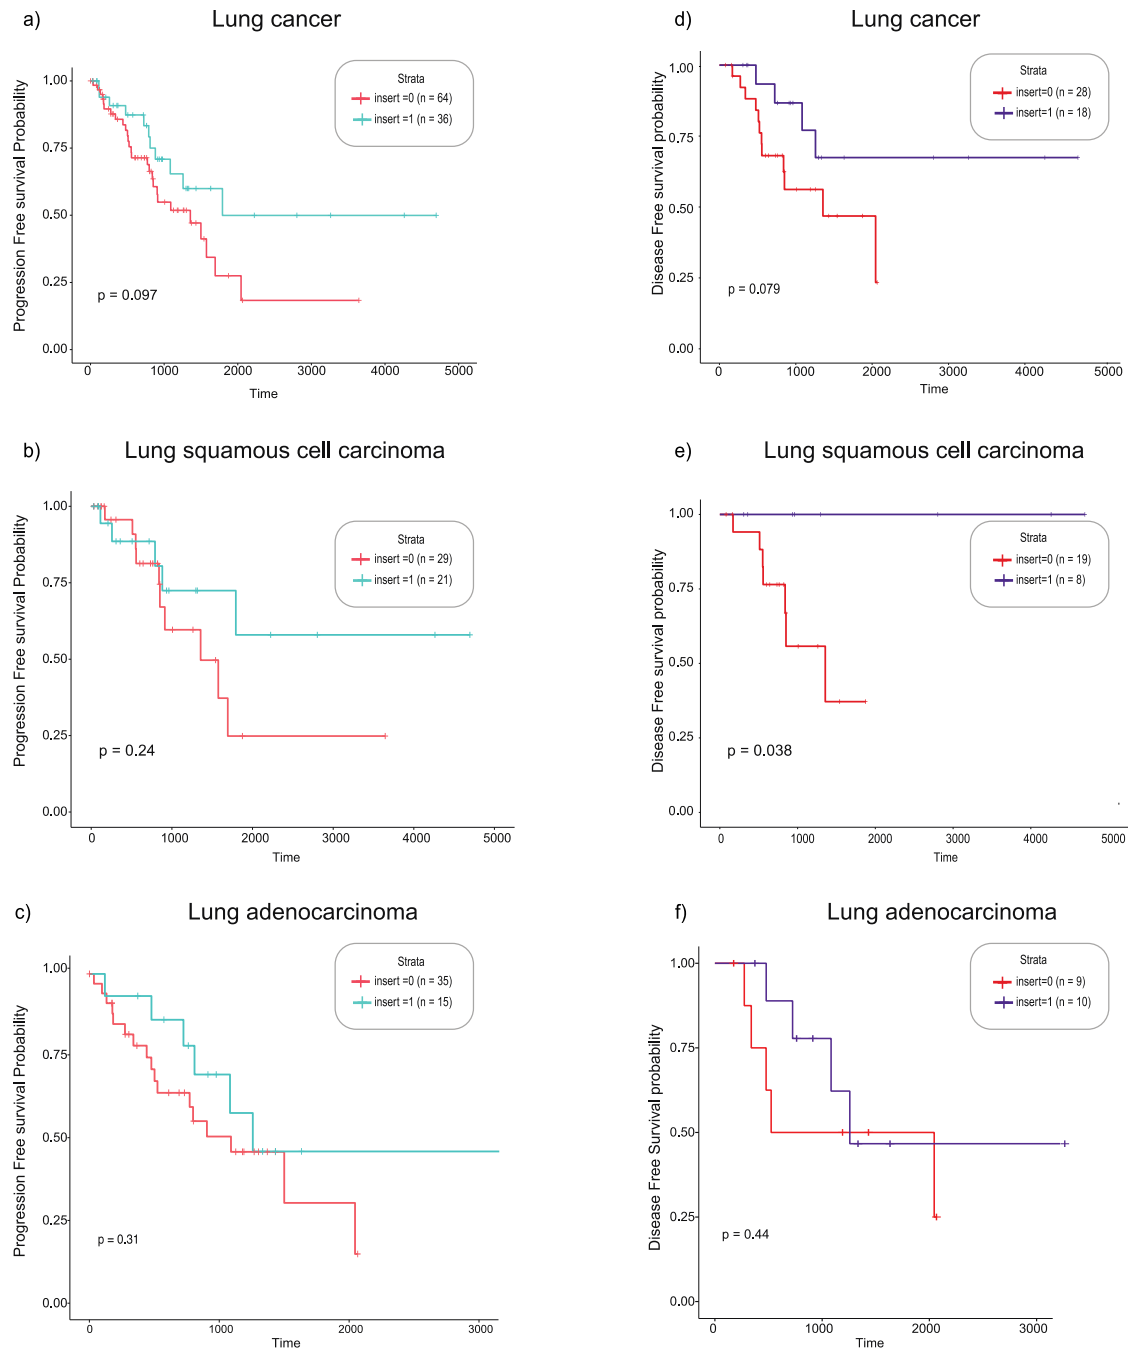 a)
Lung cancer
Progression Free survival Probability
1.00
0.75
0.50
0.25
0.00
Strata
insert =0 (n = 64)
insert =1 (n = 36)
p = 0.097
0
1000
2000
3000
4000
5000
Time
d)
Lung cancer
Disease Free survival probability
1.00
0.75
0.50
0.25
0.00
Strata
insert=0 (n = 28)
insert=1 (n = 18)
p = 0.079
0
1000
2000
3000
4000
5000
Time
b)
Lung squamous cell carcinoma
Progression Free survival Probability
1.00
0.75
0.50
0.25
0.00
Strata
insert =0 (n = 29)
insert =1 (n = 21)
p = 0.24
0
1000
2000
3000
4000
5000
Time
e)
Lung squamous cell carcinoma
Disease Free survival probability
1.00
0.75
0.50
0.25
0.00
Strata
insert=0 (n = 19)
insert=1 (n = 8)
p = 0.038
0
1000
2000
3000
4000
5000
Time
c)
Lung adenocarcinoma
Progression Free survival Probability
1.00
0.75
0.50
0.25
0.00
Strata
insert =0 (n = 35)
insert =1 (n = 15)
p = 0.31
0
1000
2000
3000
Time
f)
Lung adenocarcinoma
Disease Free Survival probability
1.00
0.75
0.50
0.25
0.00
Strata
insert=0 (n = 9)
insert=1 (n = 10)
p = 0.44
0
1000
2000
3000
Time